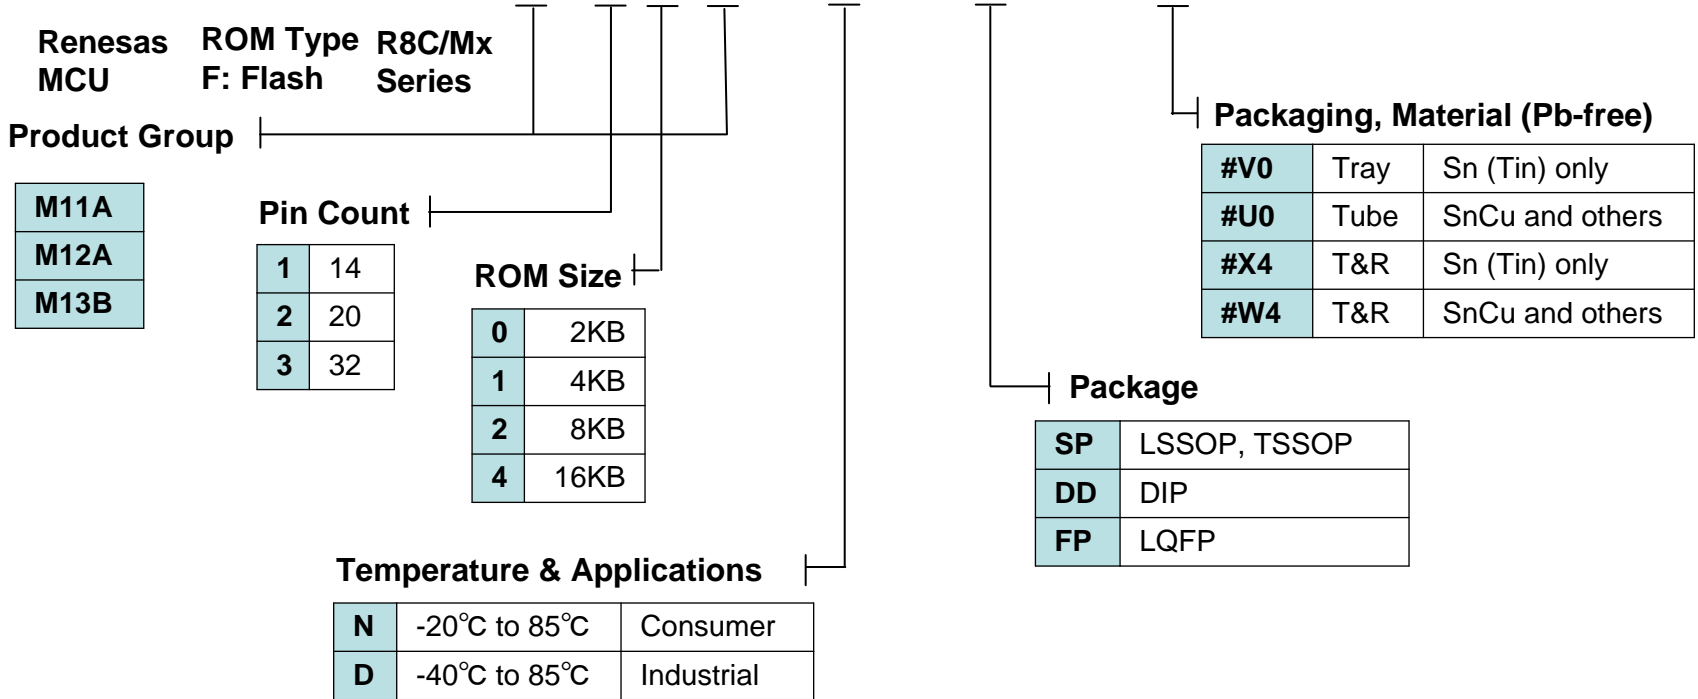 Renesas MCU
ROM Type F: Flash
R8C/Mx Series
Product Group
M11A
M12A
M13B
Pin Count
1 14
2 20
3 32
ROM Size
0 2KB
1 4KB
2 8KB
4 16KB
Temperature & Applications
N -20°C to 85°C Consumer
D -40°C to 85°C Industrial
Packaging, Material (Pb-free)
#V0 Tray Sn (Tin) only
#U0 Tube SnCu and others
#X4 T&R Sn (Tin) only
#W4 T&R SnCu and others
Package
SP LSSOP, TSSOP
DD DIP
FP LQFP